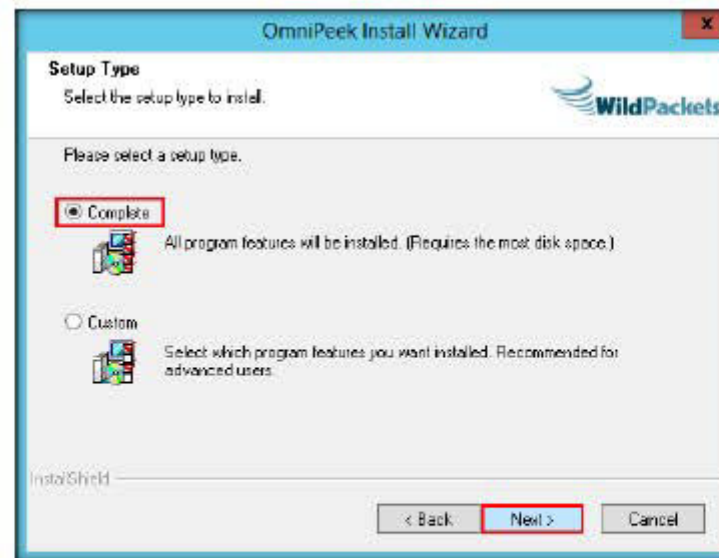 OmniPeek Install Wizard
x
Setup Type
Select the setup type to install.
WildPackets
Please select a setup type.
Complete
All program features will be installed. (Requires the most disk space.)
Custom
Select which program features you want installed. Recommended for
advanced users.
InstallShield
< Back
Next >
Cancel